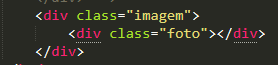 <div class="imagem">
<div class="foto"></div>
</div>